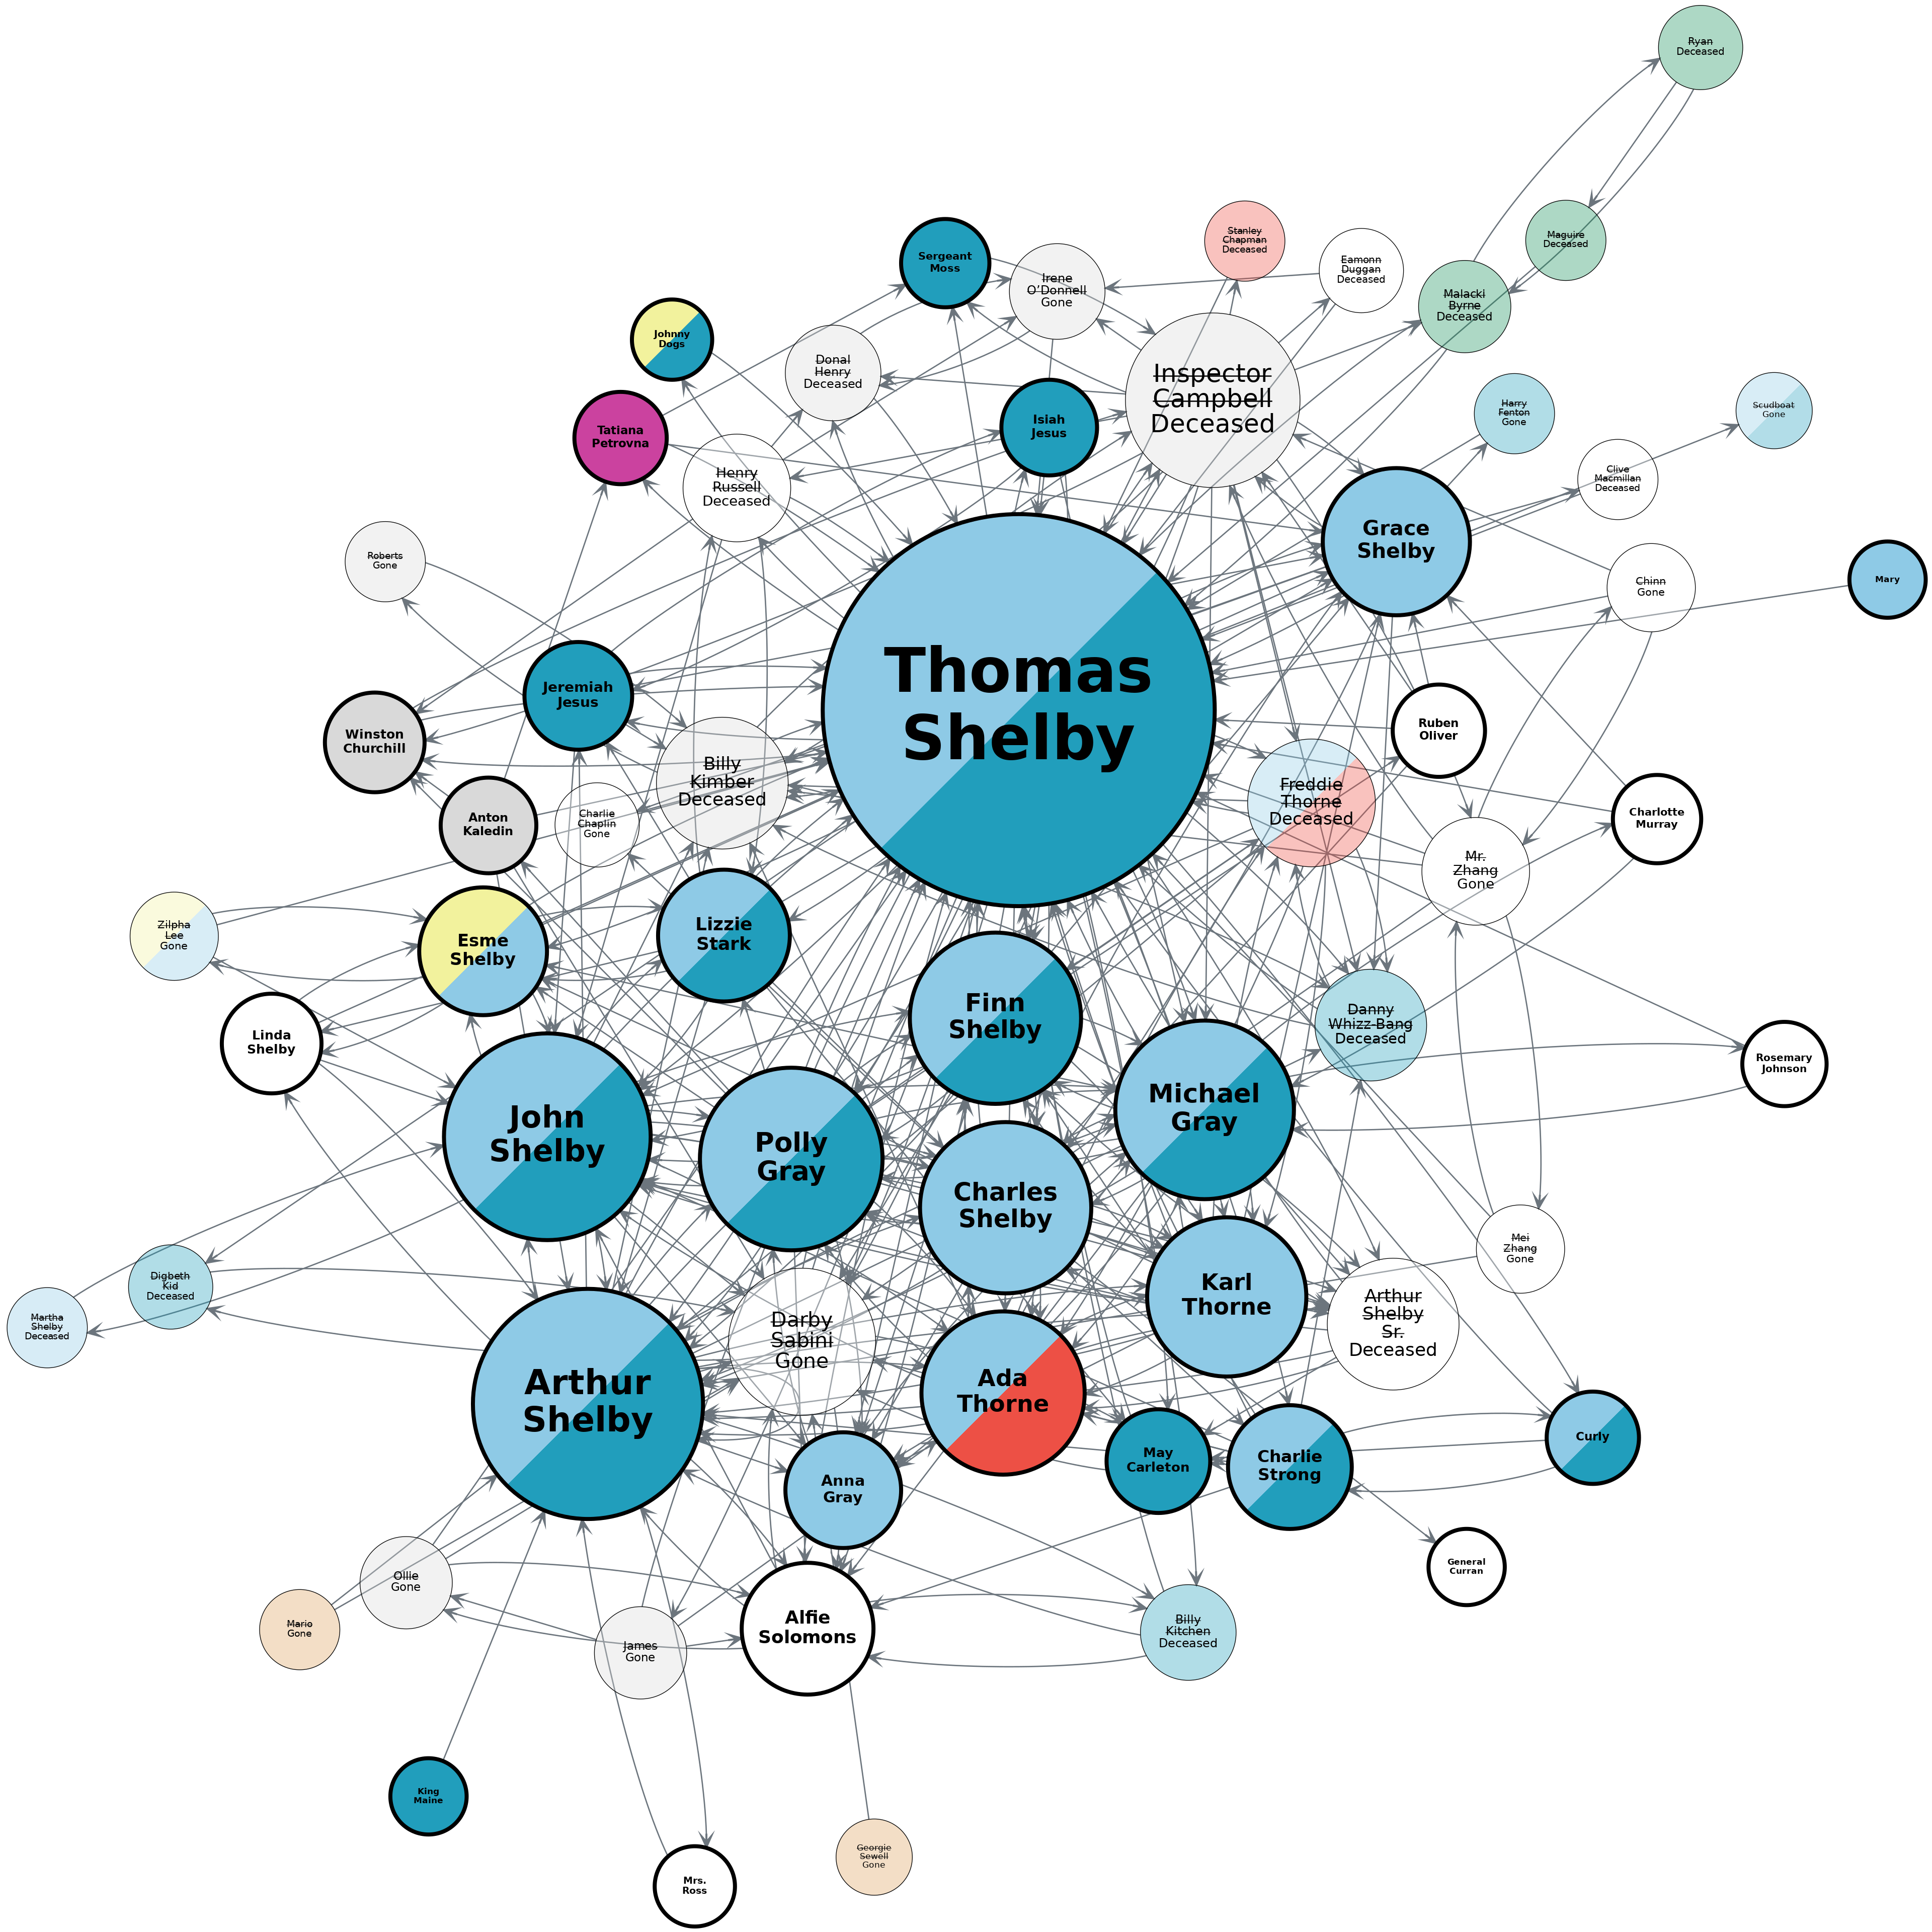 Ryan
Deceased
Stanley
Chapman
Deceased
Maguire
Deceased
Sergeant
Moss
Irene
O’Donnell
Gone
Eamonn
Duggan
Deceased
Malackl
Byrne
Deceased
Johnny
Dogs
Donal
Henry
Deceased
Inspector
Campbell
Deceased
Harry
Fenton
Gone
Scudboat
Gone
Tatiana
Petrovna
Isiah
Jesus
Henry
Russell
Deceased
Clive
Macmillan
Deceased
Grace
Shelby
Roberts
Gone
Chinn
Gone
Mary
Thomas
Shelby
Jeremiah
Jesus
Winston
Churchill
Ruben
Oliver
Billy
Kimber
Deceased
Freddie
Thorne
Deceased
Anton
Kaledin
Charlie
Chaplin
Gone
Charlotte
Murray
Mr.
Zhang
Gone
Zilpha
Lee
Gone
Esme
Shelby
Lizzie
Stark
Finn
Shelby
Danny
Whizz-Bang
Deceased
Linda
Shelby
Rosemary
Johnson
John
Shelby
Polly
Gray
Michael
Gray
Charles
Shelby
Mei
Zhang
Gone
Digbeth
Kid
Deceased
Karl
Thorne
Martha
Shelby
Deceased
Darby
Sabini
Gone
Arthur
Shelby
Sr.
Deceased
Arthur
Shelby
Ada
Thorne
Curly
May
Carleton
Charlie
Strong
Anna
Gray
General
Curran
Ollie
Gone
Mario
Gone
Alfie
Solomons
Billy
Kitchen
Deceased
James
Gone
King
Maine
Georgie
Sewell
Gone
Mrs.
Ross